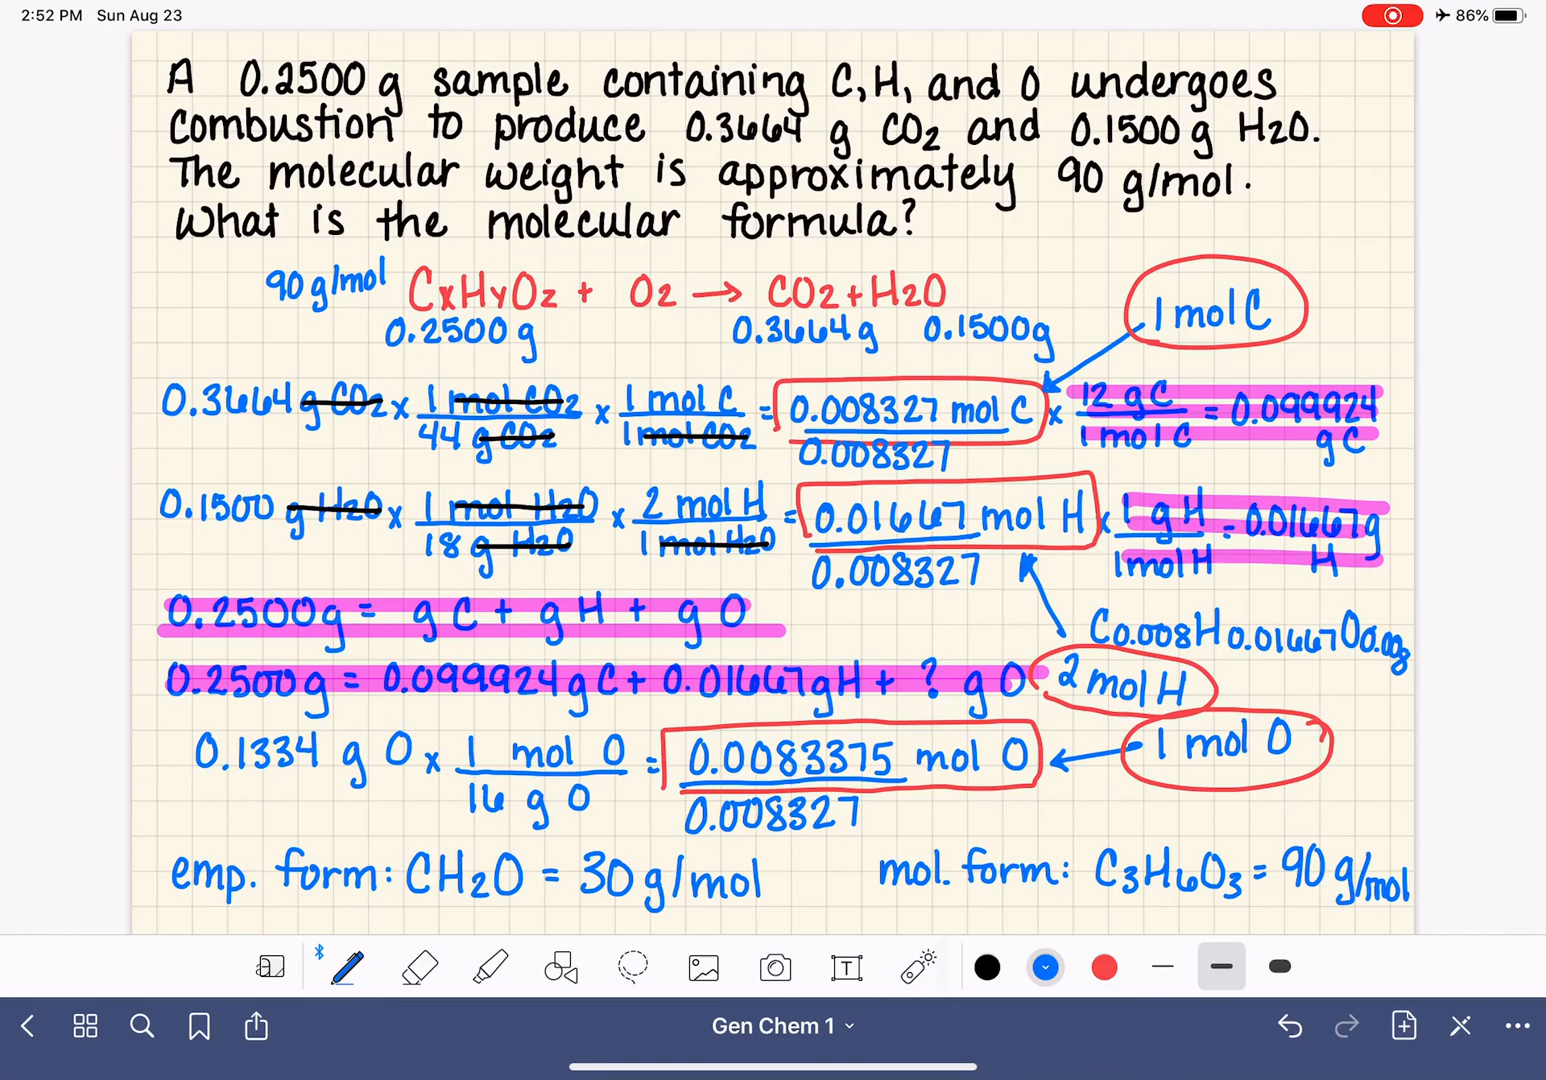 2:52 PM Sun Aug 23
86%
A 0.2500 g sample containing C, H, and O undergoes
combustion to produce 0.3664 g CO2 and 0.1500 g H2O.
The molecular weight is approximately 90 g/mol.
What is the molecular formula?
90 g/mol CxHyOz + O2 → CO2 + H2O
1 mol C
0.2500 g 0.3664 g 0.1500 g
0.3664 g CO2 x 1 mol CO2 / 44 g CO2 x 1 mol C / 1 mol CO2 = 0.008327 mol C x 12 g C / 1 mol C = 0.099924 g C
0.008327
0.1500 g H2O x 1 mol H2O / 18 g H2O x 2 mol H / 1 mol H2O = 0.01667 mol H x 1 g H / 1 mol H = 0.01667 g H
0.008327
0.2500 g = g C + g H + g O
C0.008H0.01667O0.008
0.2500 g = 0.099924 g C + 0.01667 g H + ? g O
2 mol H
0.1334 g O x 1 mol O / 16 g O = 0.0083375 mol O
1 mol O
0.008327
emp. form: CH2O = 30 g/mol
mol. form: C3H6O3 = 90 g/mol
T
Gen Chem 1